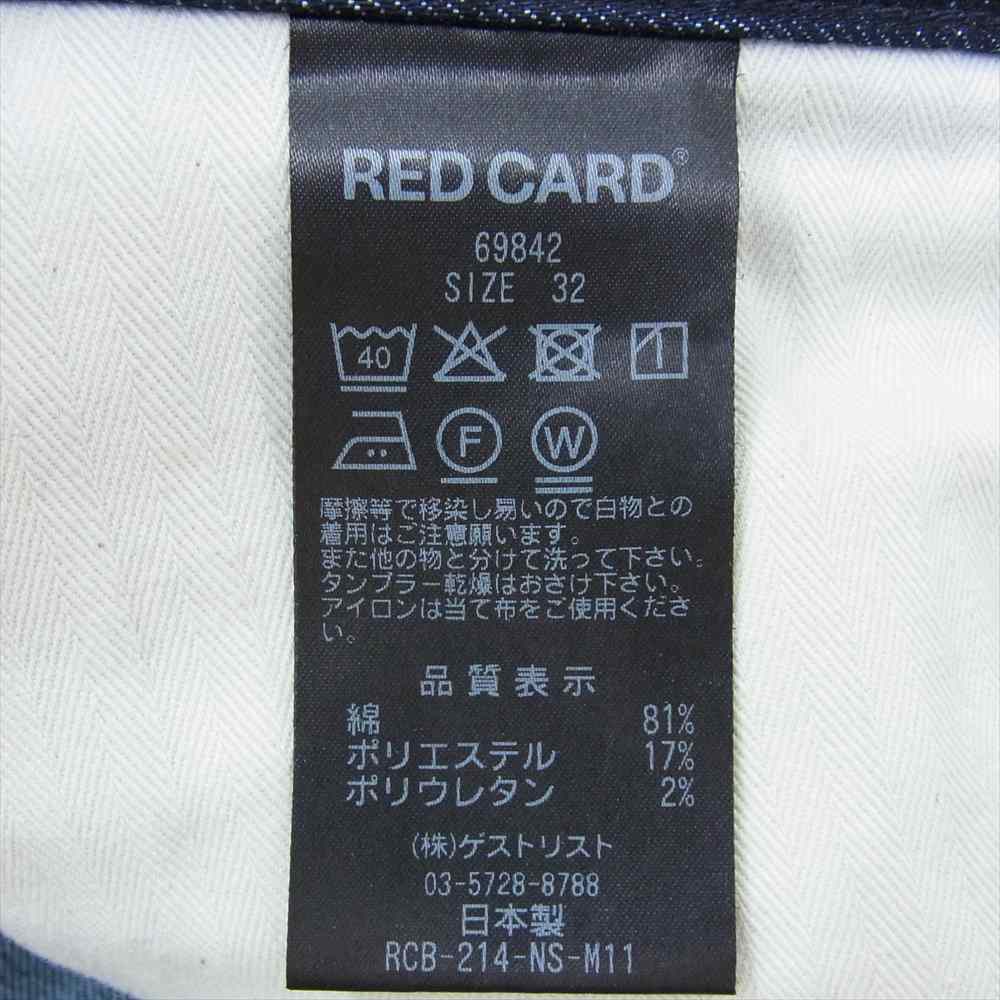 RED CARD®
69842
SIZE 32
40
F W
摩擦等で移染し易いので白物との
着用はご注意願います。
また他の物と分けて洗って下さい。
タンブラー乾燥はおさけ下さい。
アイロンは当て布をご使用くださ
い。
品質表示
綿 81%
ポリエステル 17%
ポリウレタン 2%
(株)ゲストリスト
03-5728-8788
日本製
RCB-214-NS-M11